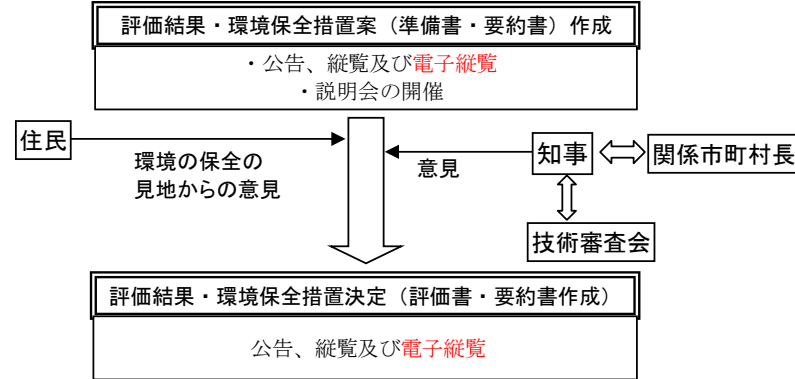 評価結果・環境保全措置案（準備書・要約書）作成
・公告、縦覧及び電子縦覧
・説明会の開催
住民
環境の保全の
見地からの意見
意見
知事
関係市町村長
技術審査会
評価結果・環境保全措置決定（評価書・要約書作成）
公告、縦覧及び電子縦覧